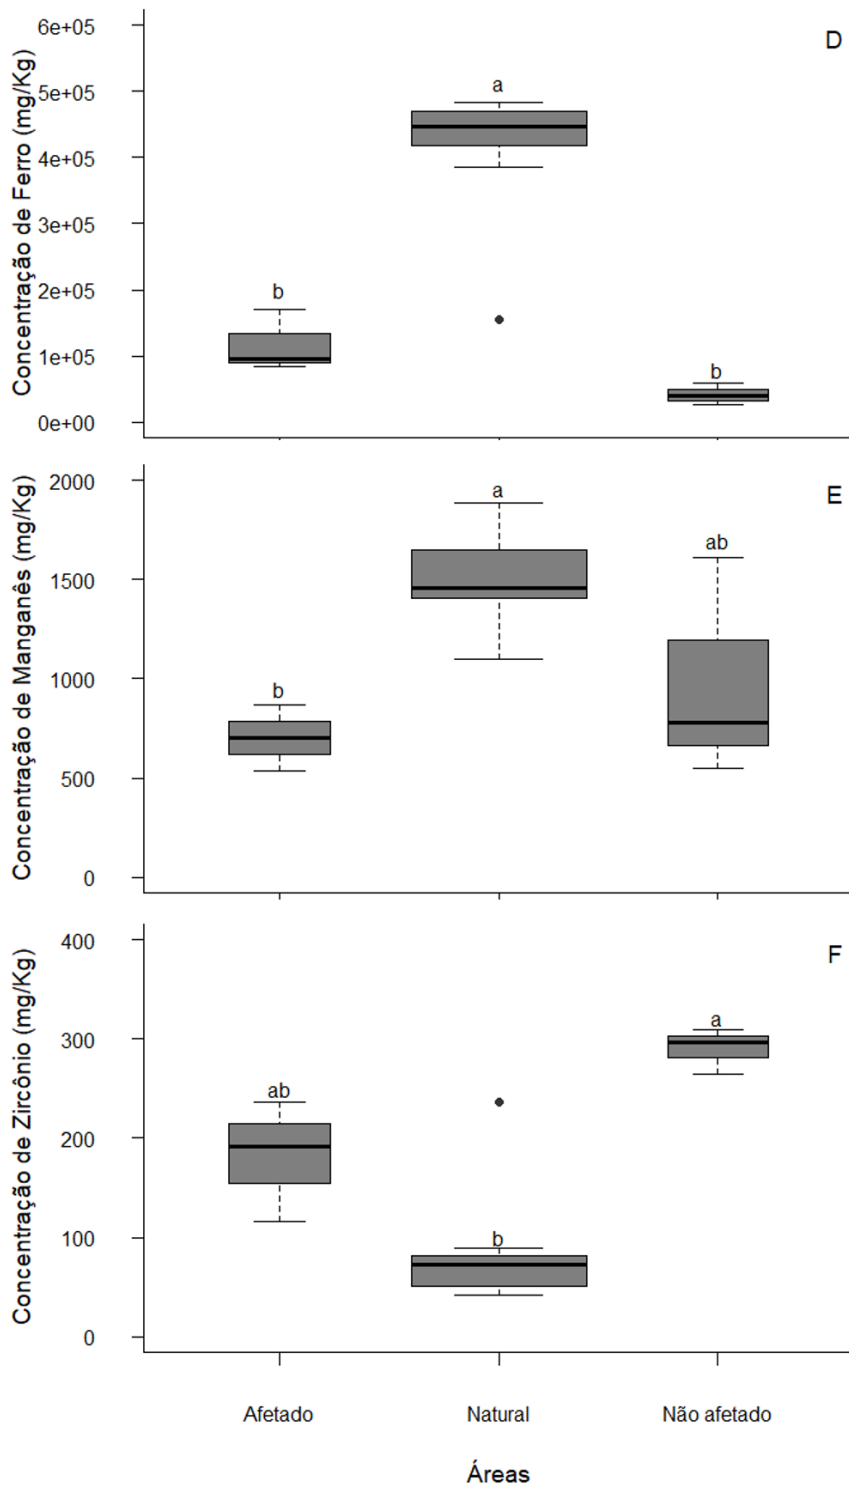 D
Concentração de Ferro (mg/Kg)
6e+05
5e+05
4e+05
3e+05
2e+05
1e+05
0e+00
b
a
b
E
Concentração de Manganês (mg/Kg)
2000
1500
1000
500
0
b
a
ab
F
Concentração de Zircônio (mg/Kg)
400
300
200
100
0
ab
b
a
Afetado
Natural
Não afetado
Áreas